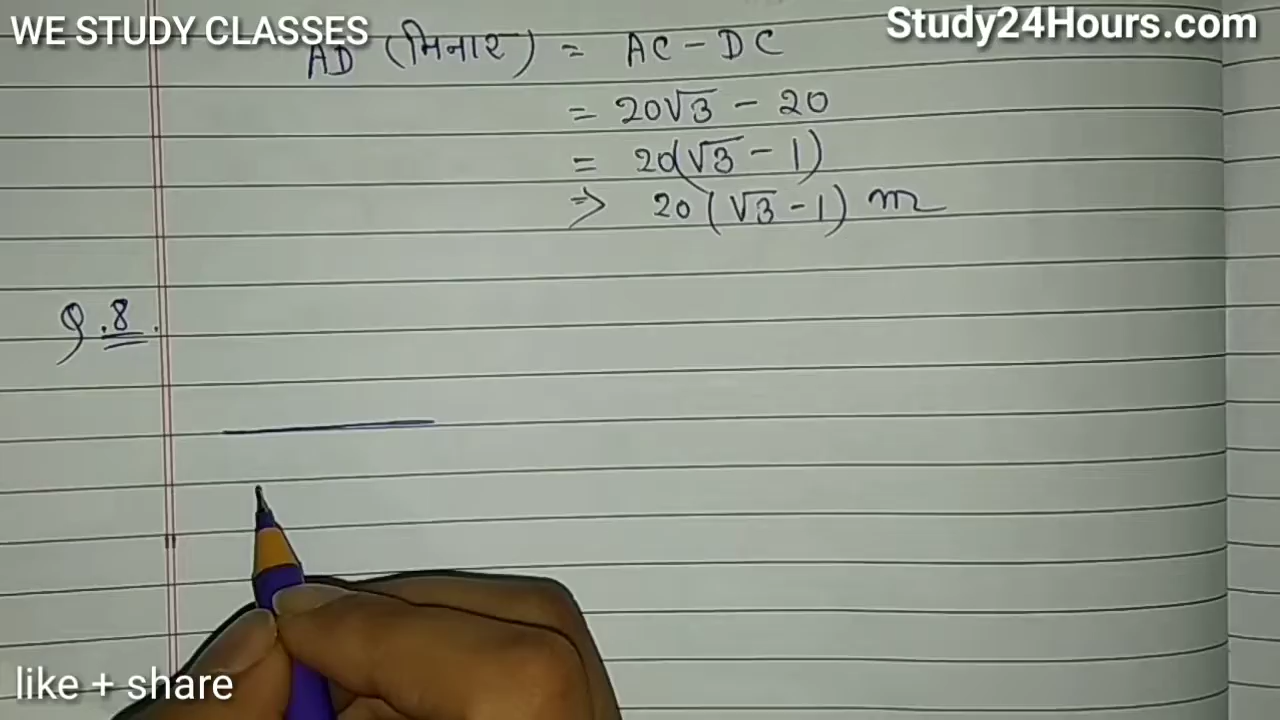 WE STUDY CLASSES
Study24Hours.com
AD (मिनार) = AC - DC
= 20√3 - 20
= 20(√3 - 1)
⇒ 20(√3-1) m
Q.8.
like + share